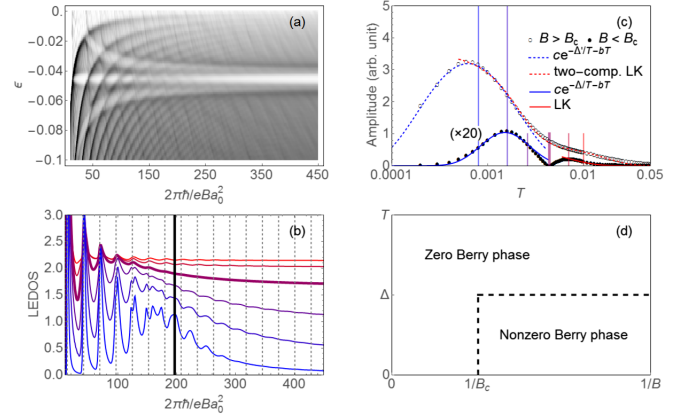 (a)
0
−0.02
−0.04
−0.06
−0.08
−0.1
ϵ
50
150
250
350
450
2πℏ/eBa₀²
(b)
3.0
2.5
2.0
1.5
1.0
0.5
0.0
LEDOS
100
200
300
400
2πℏ/eBa₀²
(c)
5
4
3
2
1
0
Amplitude (arb. unit)
B > B_c B < B_c
ce^{−Δ′/T−bT}
two−comp. LK
ce^{−Δ/T−bT}
LK
(×20)
0.0001
0.001
0.01
0.05
T
(d)
T
Zero Berry phase
Δ
Nonzero Berry phase
0
0
1/B_c
1/B